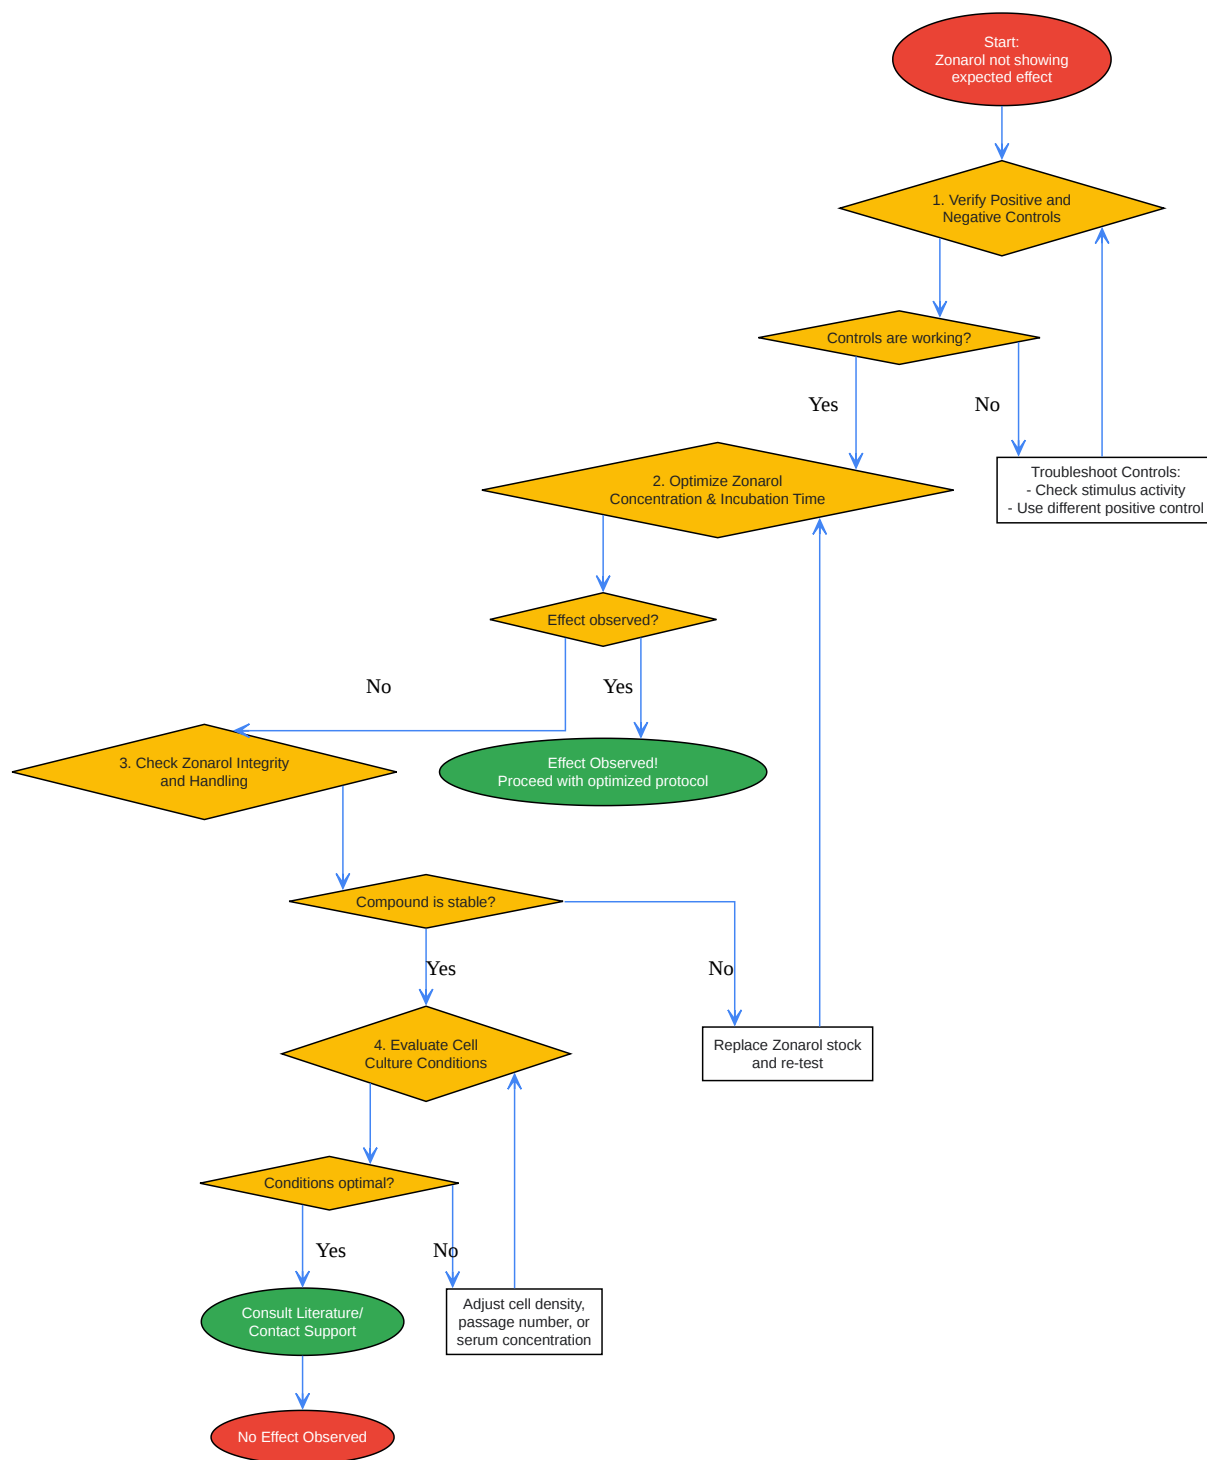 Start:
Zonarol not showing
expected effect
1. Verify Positive and
Negative Controls
Controls are working?
Yes
No
2. Optimize Zonarol
Concentration & Incubation Time
Troubleshoot Controls:
- Check stimulus activity
- Use different positive control
Effect observed?
No
Yes
3. Check Zonarol Integrity
and Handling
Effect Observed!
Proceed with optimized protocol
Compound is stable?
Yes
No
4. Evaluate Cell
Culture Conditions
Replace Zonarol stock
and re-test
Conditions optimal?
Yes
No
Consult Literature/
Contact Support
Adjust cell density,
passage number, or
serum concentration
No Effect Observed